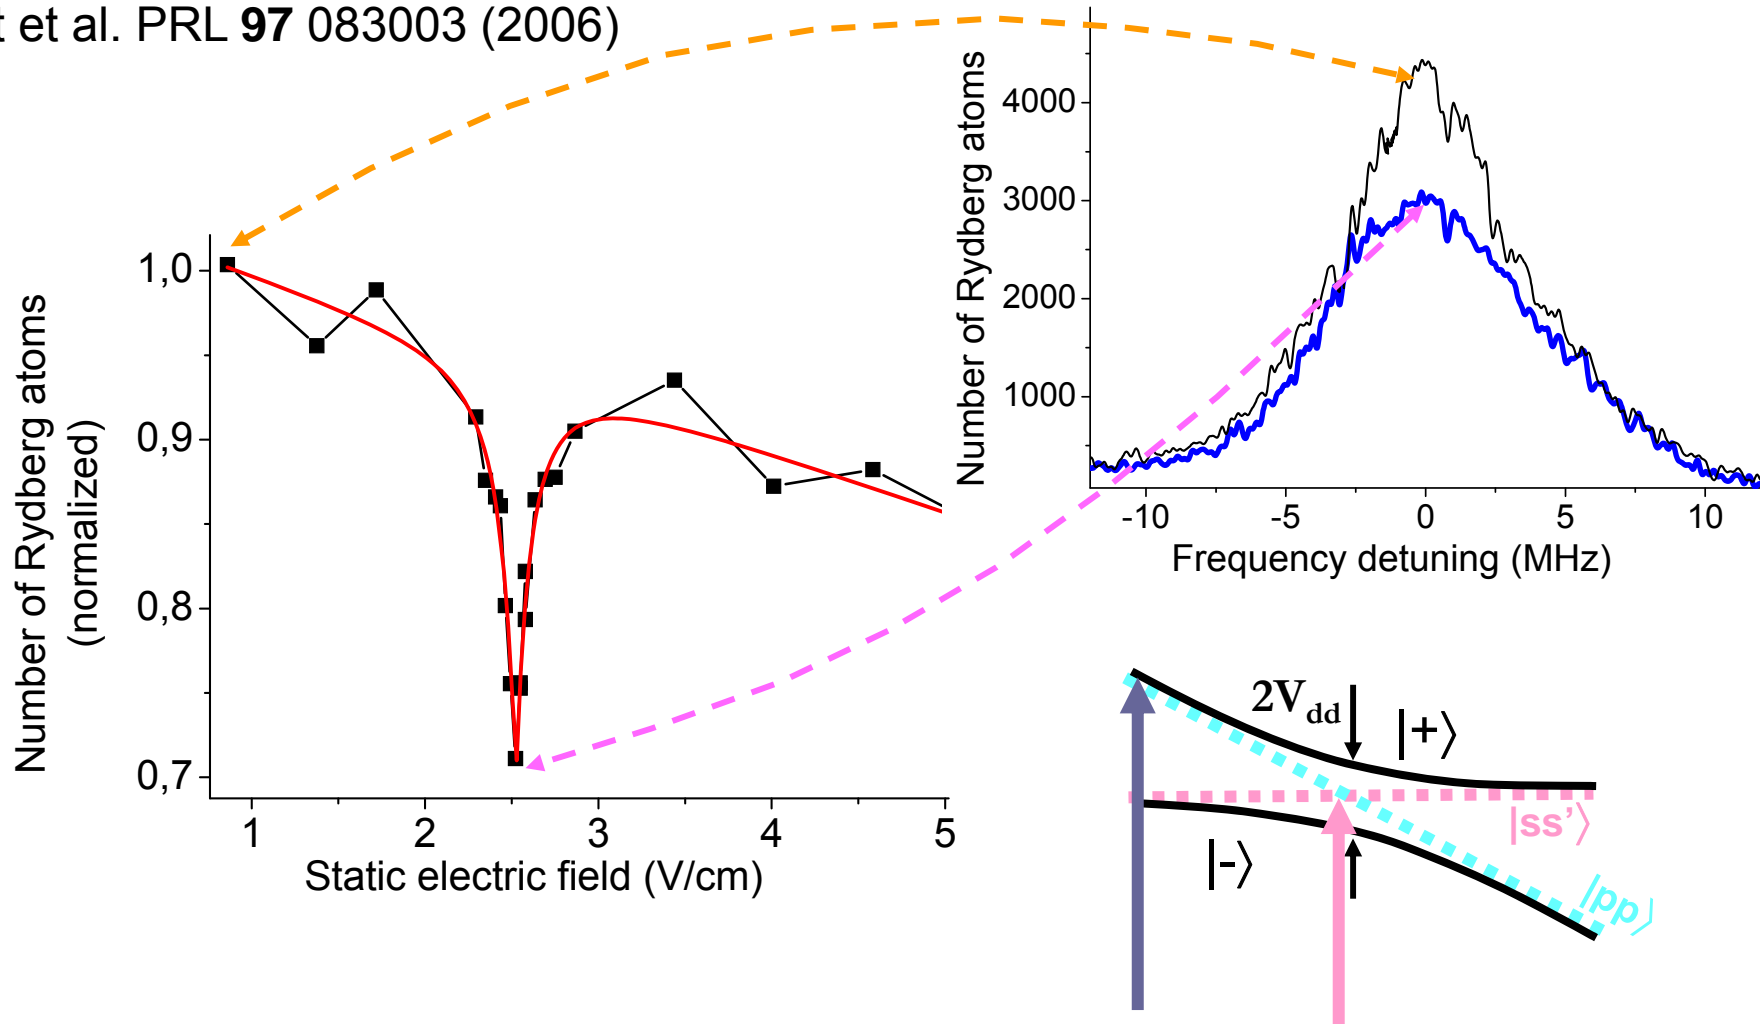 et al. PRL 97 083003 (2006)
Number of Rydberg atoms
(normalized)
1,0
0,9
0,8
0,7
1 2 3 4 5
Static electric field (V/cm)
Number of Rydberg atoms
4000
3000
2000
1000
-10 -5 0 5 10
Frequency detuning (MHz)
2Vdd
|+⟩
|ss’⟩
|-⟩
|pp⟩